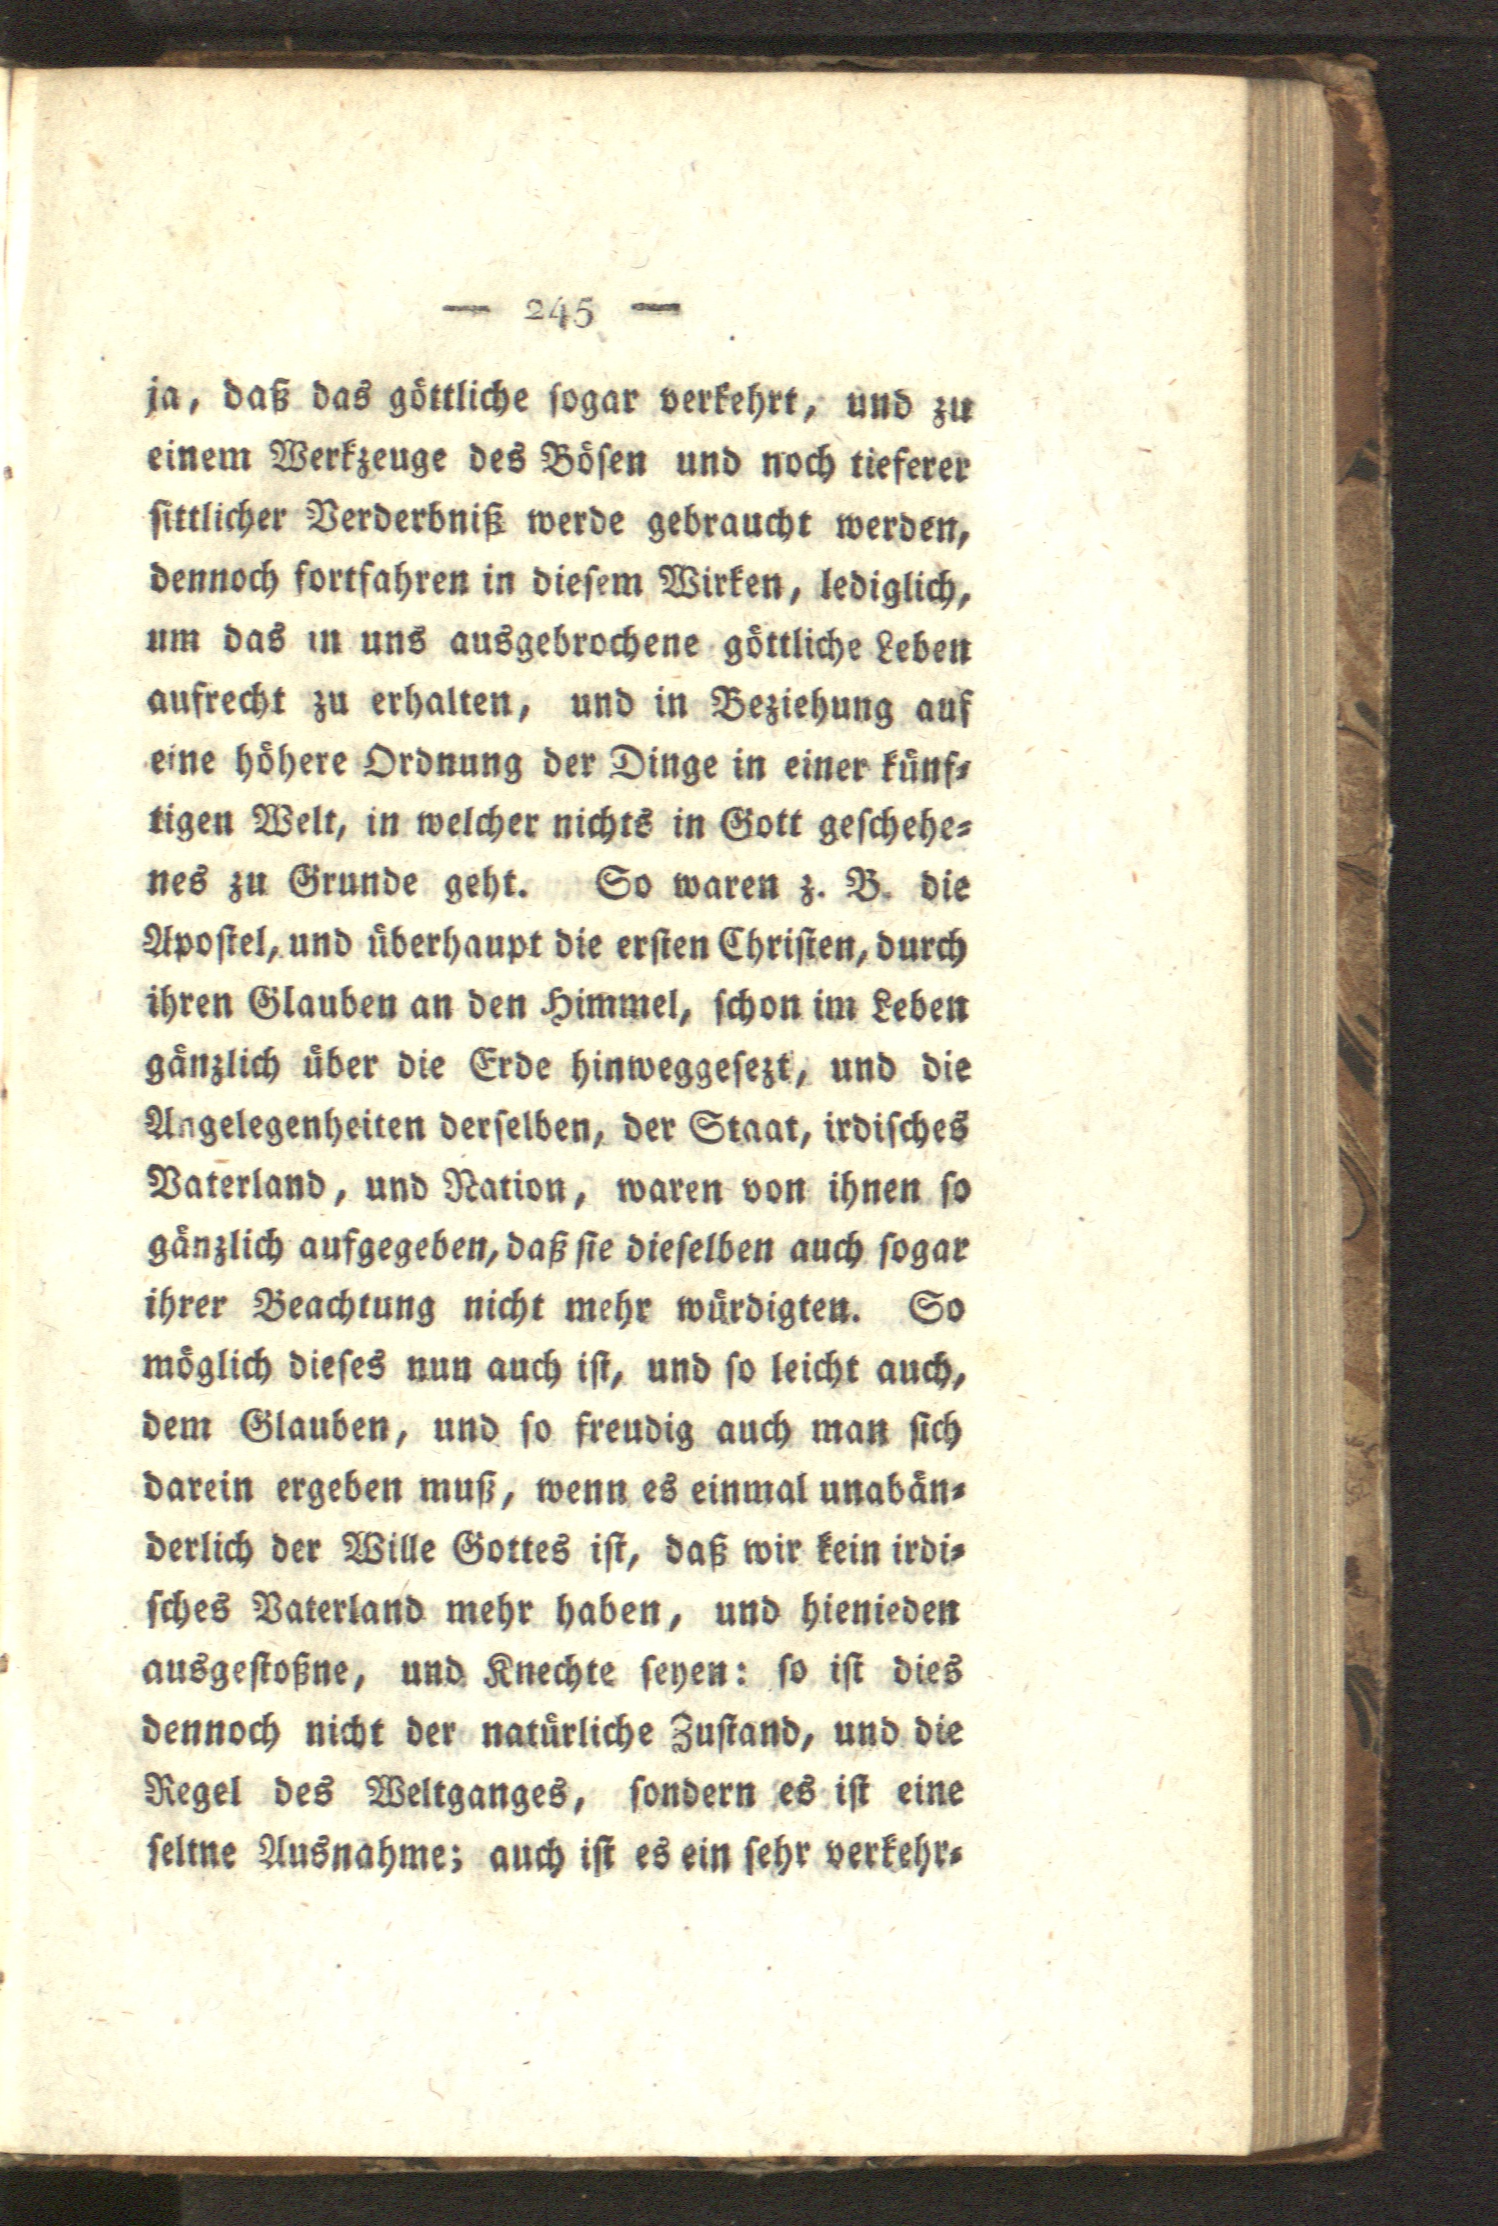 — 245 —
ja, daß das göttliche ſogar verkehrt, und zu
einem Werkzeuge des Böſen und noch tieferer
ſittlicher Verderbniß werde gebraucht werden,
dennoch fortfahren in dieſem Wirken, lediglich,
um das in uns ausgebrochene göttliche Leben
aufrecht zu erhalten, und in Beziehung auf
eine höhere Ordnung der Dinge in einer künf⸗
tigen Welt, in welcher nichts in Gott geſchehe⸗
nes zu Grunde geht. So waren z. B. die
Apoſtel, und überhaupt die erſten Chriſten, durch
ihren Glauben an den Himmel, ſchon im Leben
gänzlich über die Erde hinweggeſezt, und die
Angelegenheiten derſelben, der Staat, irdiſches
Vaterland, und Nation, waren von ihnen ſo
gänzlich aufgegeben, daß ſie dieſelben auch ſogar
ihrer Beachtung nicht mehr würdigten. So
möglich dieſes nun auch iſt, und ſo leicht auch,
dem Glauben, und ſo freudig auch man ſich
darein ergeben muß, wenn es einmal unabän⸗
derlich der Wille Gottes iſt, daß wir kein irdi⸗
ſches Vaterland mehr haben, und hienieden
ausgeſtoßne, und Knechte ſeyen: ſo iſt dies
dennoch nicht der natürliche Zuſtand, und die
Regel des Weltganges, ſondern es iſt eine
ſeltne Ausnahme; auch iſt es ein ſehr verkehr⸗